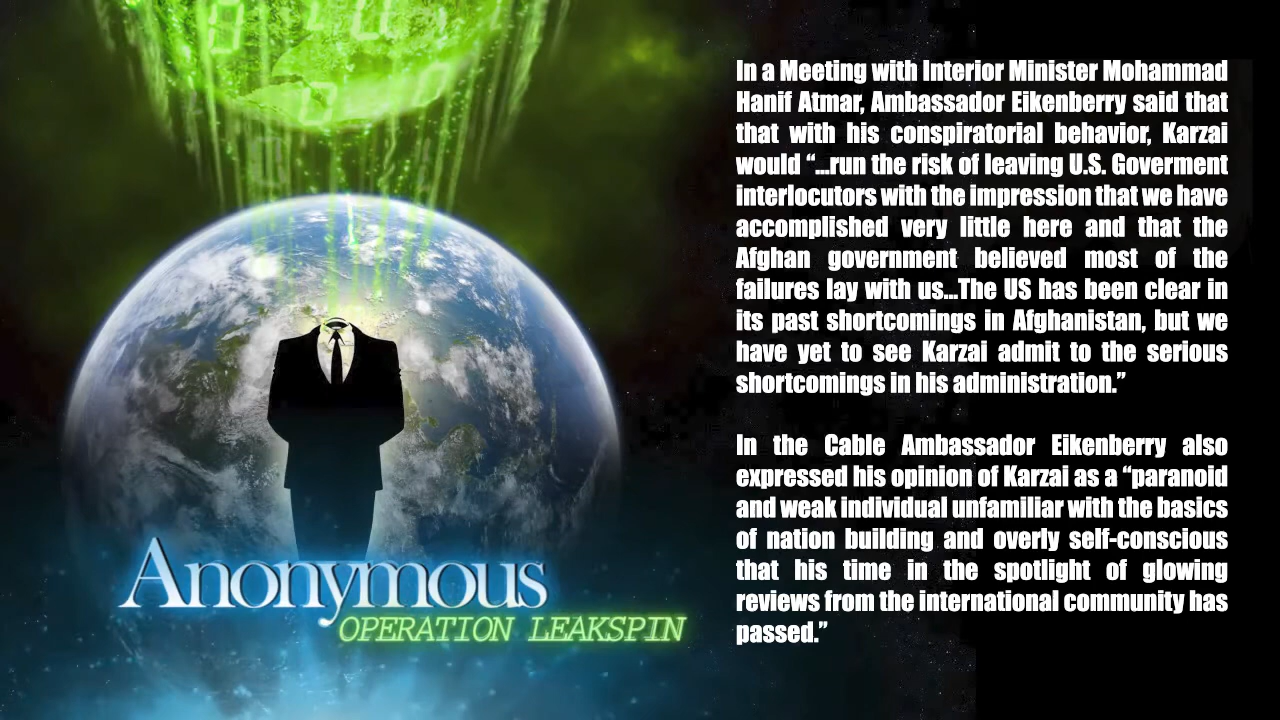 In a Meeting with Interior Minister Mohammad
Hanif Atmar, Ambassador Eikenberry said that
that with his conspiratorial behavior, Karzai
would “...run the risk of leaving U.S. Goverment
interlocutors with the impression that we have
accomplished very little here and that the
Afghan government believed most of the
failures lay with us...The US has been clear in
its past shortcomings in Afghanistan, but we
have yet to see Karzai admit to the serious
shortcomings in his administration.”
In the Cable Ambassador Eikenberry also
expressed his opinion of Karzai as a “paranoid
and weak individual unfamiliar with the basics
of nation building and overly self-conscious
that his time in the spotlight of glowing
reviews from the international community has
passed.”
Anonymous
OPERATION LEAKSPIN